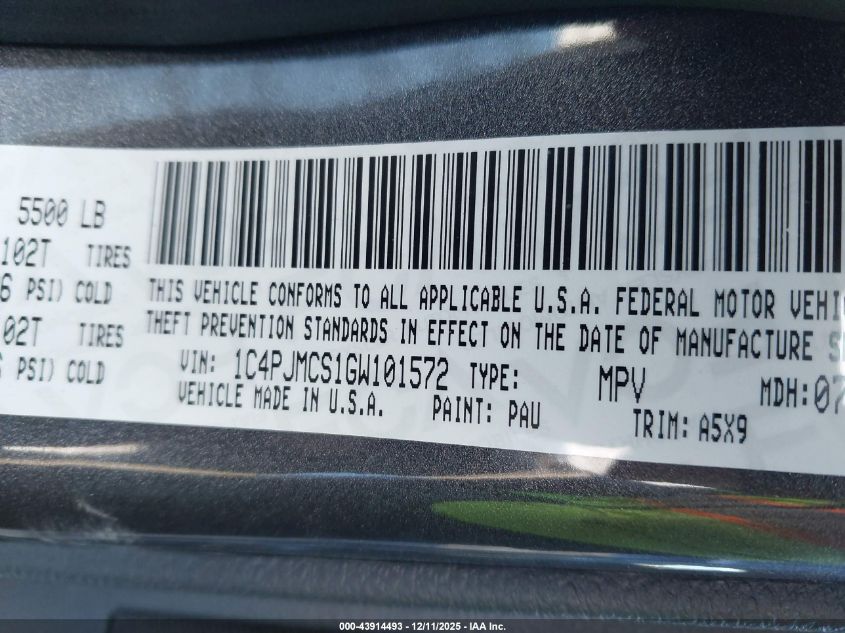 5500 LB
102T TIRES
6 PSI) COLD
02T TIRES
PSI) COLD
THIS VEHICLE CONFORMS TO ALL APPLICABLE U.S.A. FEDERAL MOTOR VEHI
THEFT PREVENTION STANDARDS IN EFFECT ON THE DATE OF MANUFACTURE S
VIN: 1C4PJMCS1GW101572 TYPE: MPV MDH: 07
VEHICLE MADE IN U.S.A. PAINT: PAU TRIM: A5X9
000-43914493 - 12/11/2025 - IAA Inc.